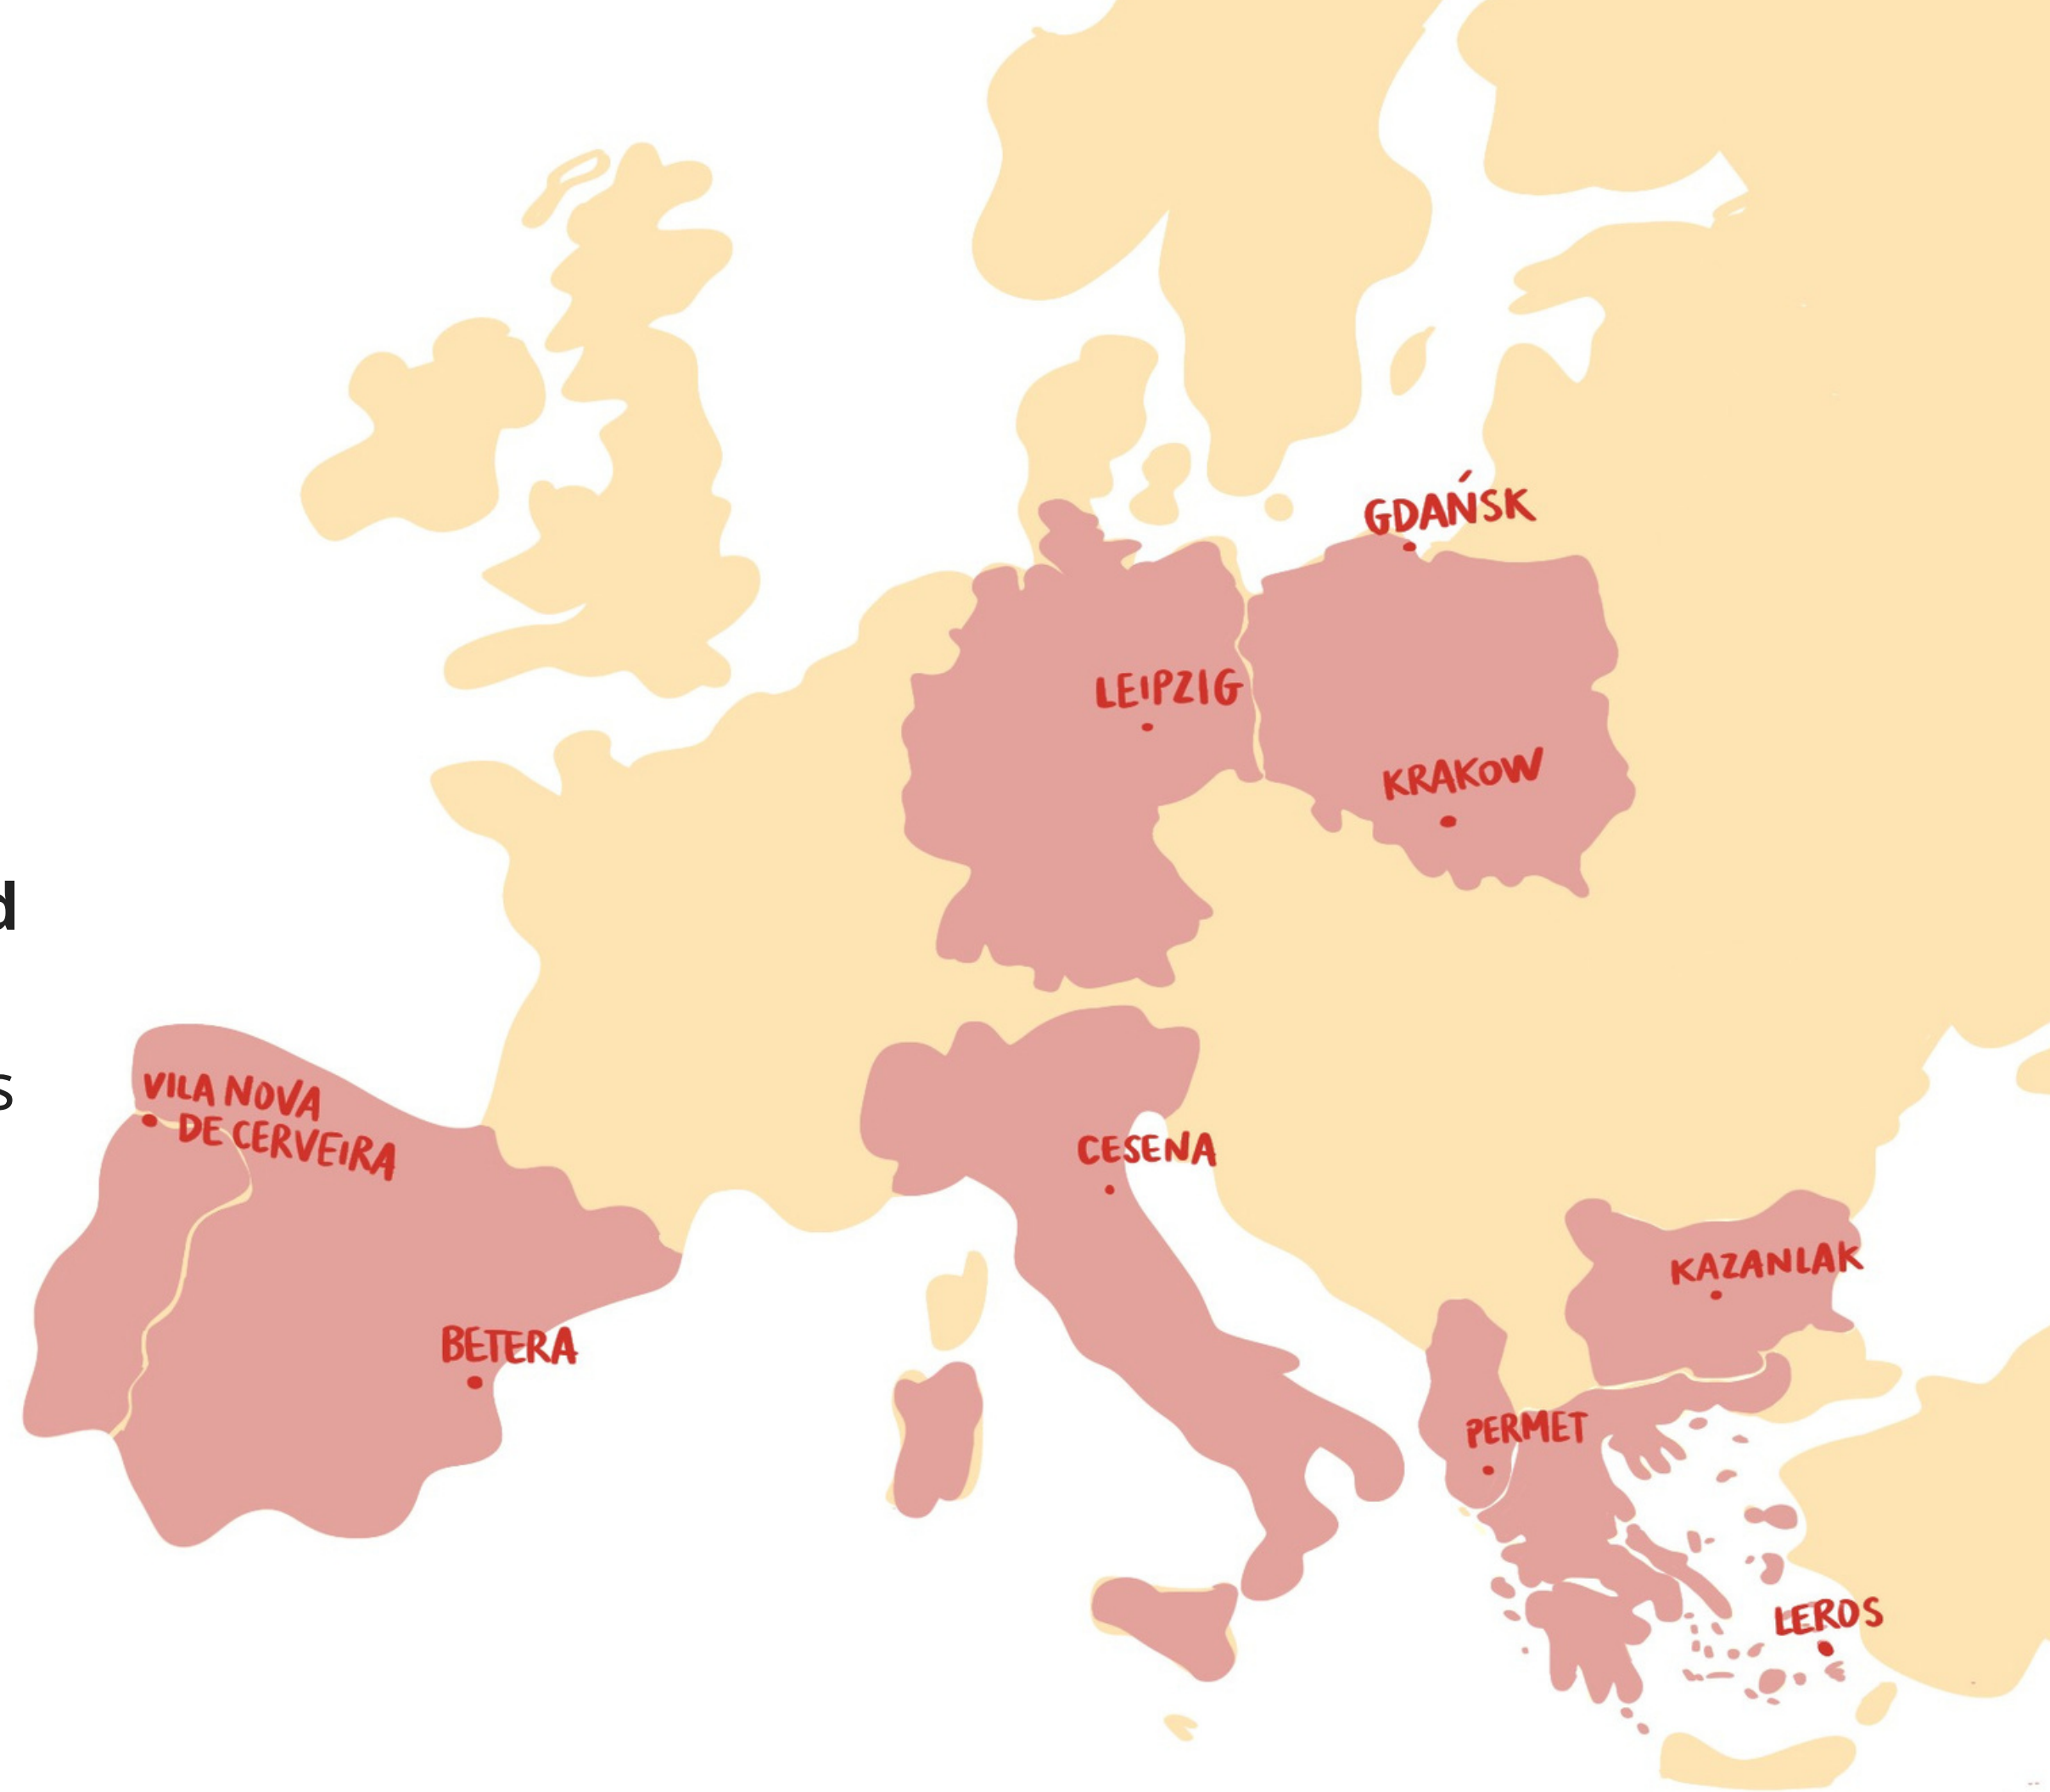 GDAŃSK
LEIPZIG
KRAKOW
d
s
VILA NOVA
DE CERVEIRA
CESENA
KAZANLAK
BETERA
PERMET
LEROS